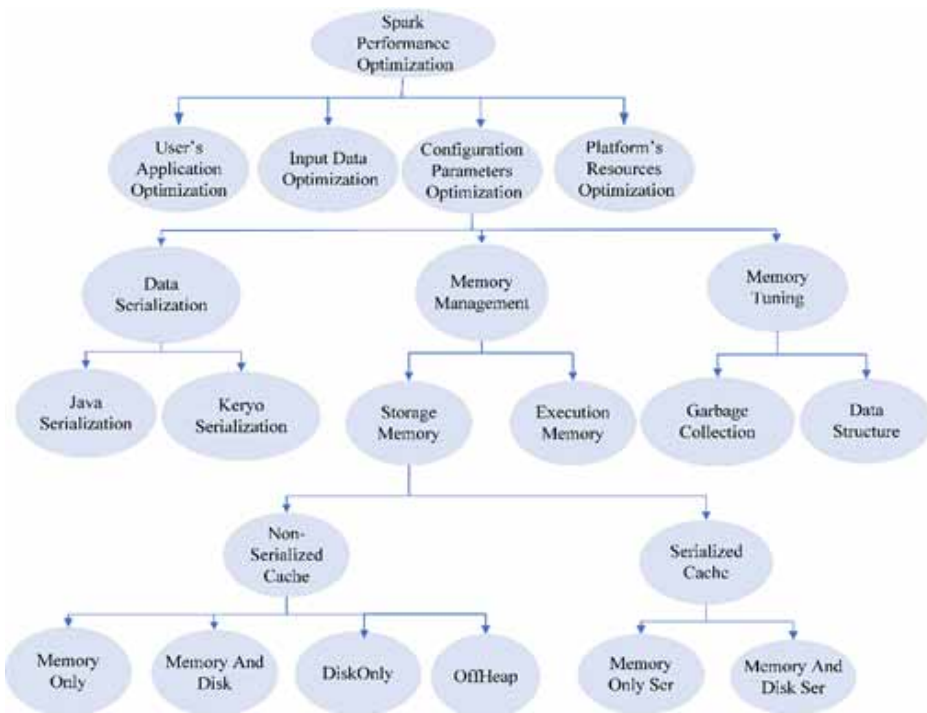 Spark
Performance
Optimization
User's
Application
Optimization
Input Data
Optimization
Configuration
Parameters
Optimization
Platform's
Resources
Optimization
Data
Serialization
Memory
Management
Memory
Tuning
Java
Serialization
Keryo
Serialization
Storage
Memory
Execution
Memory
Garbage
Collection
Data
Structure
Non-
Serialized
Cache
Serialized
Cache
Memory
Only
Memory And
Disk
DiskOnly
OffHeap
Memory
Only Ser
Memory And
Disk Ser